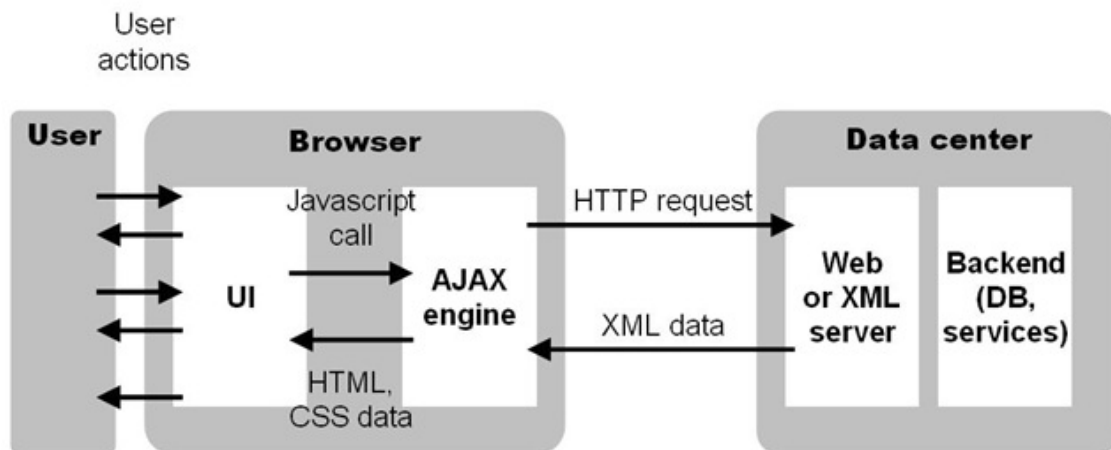 User
actions
User
Browser
Data center
Javascript
call
HTTP request
UI
AJAX
engine
Web
or XML
server
Backend
(DB,
services)
XML data
HTML,
CSS data